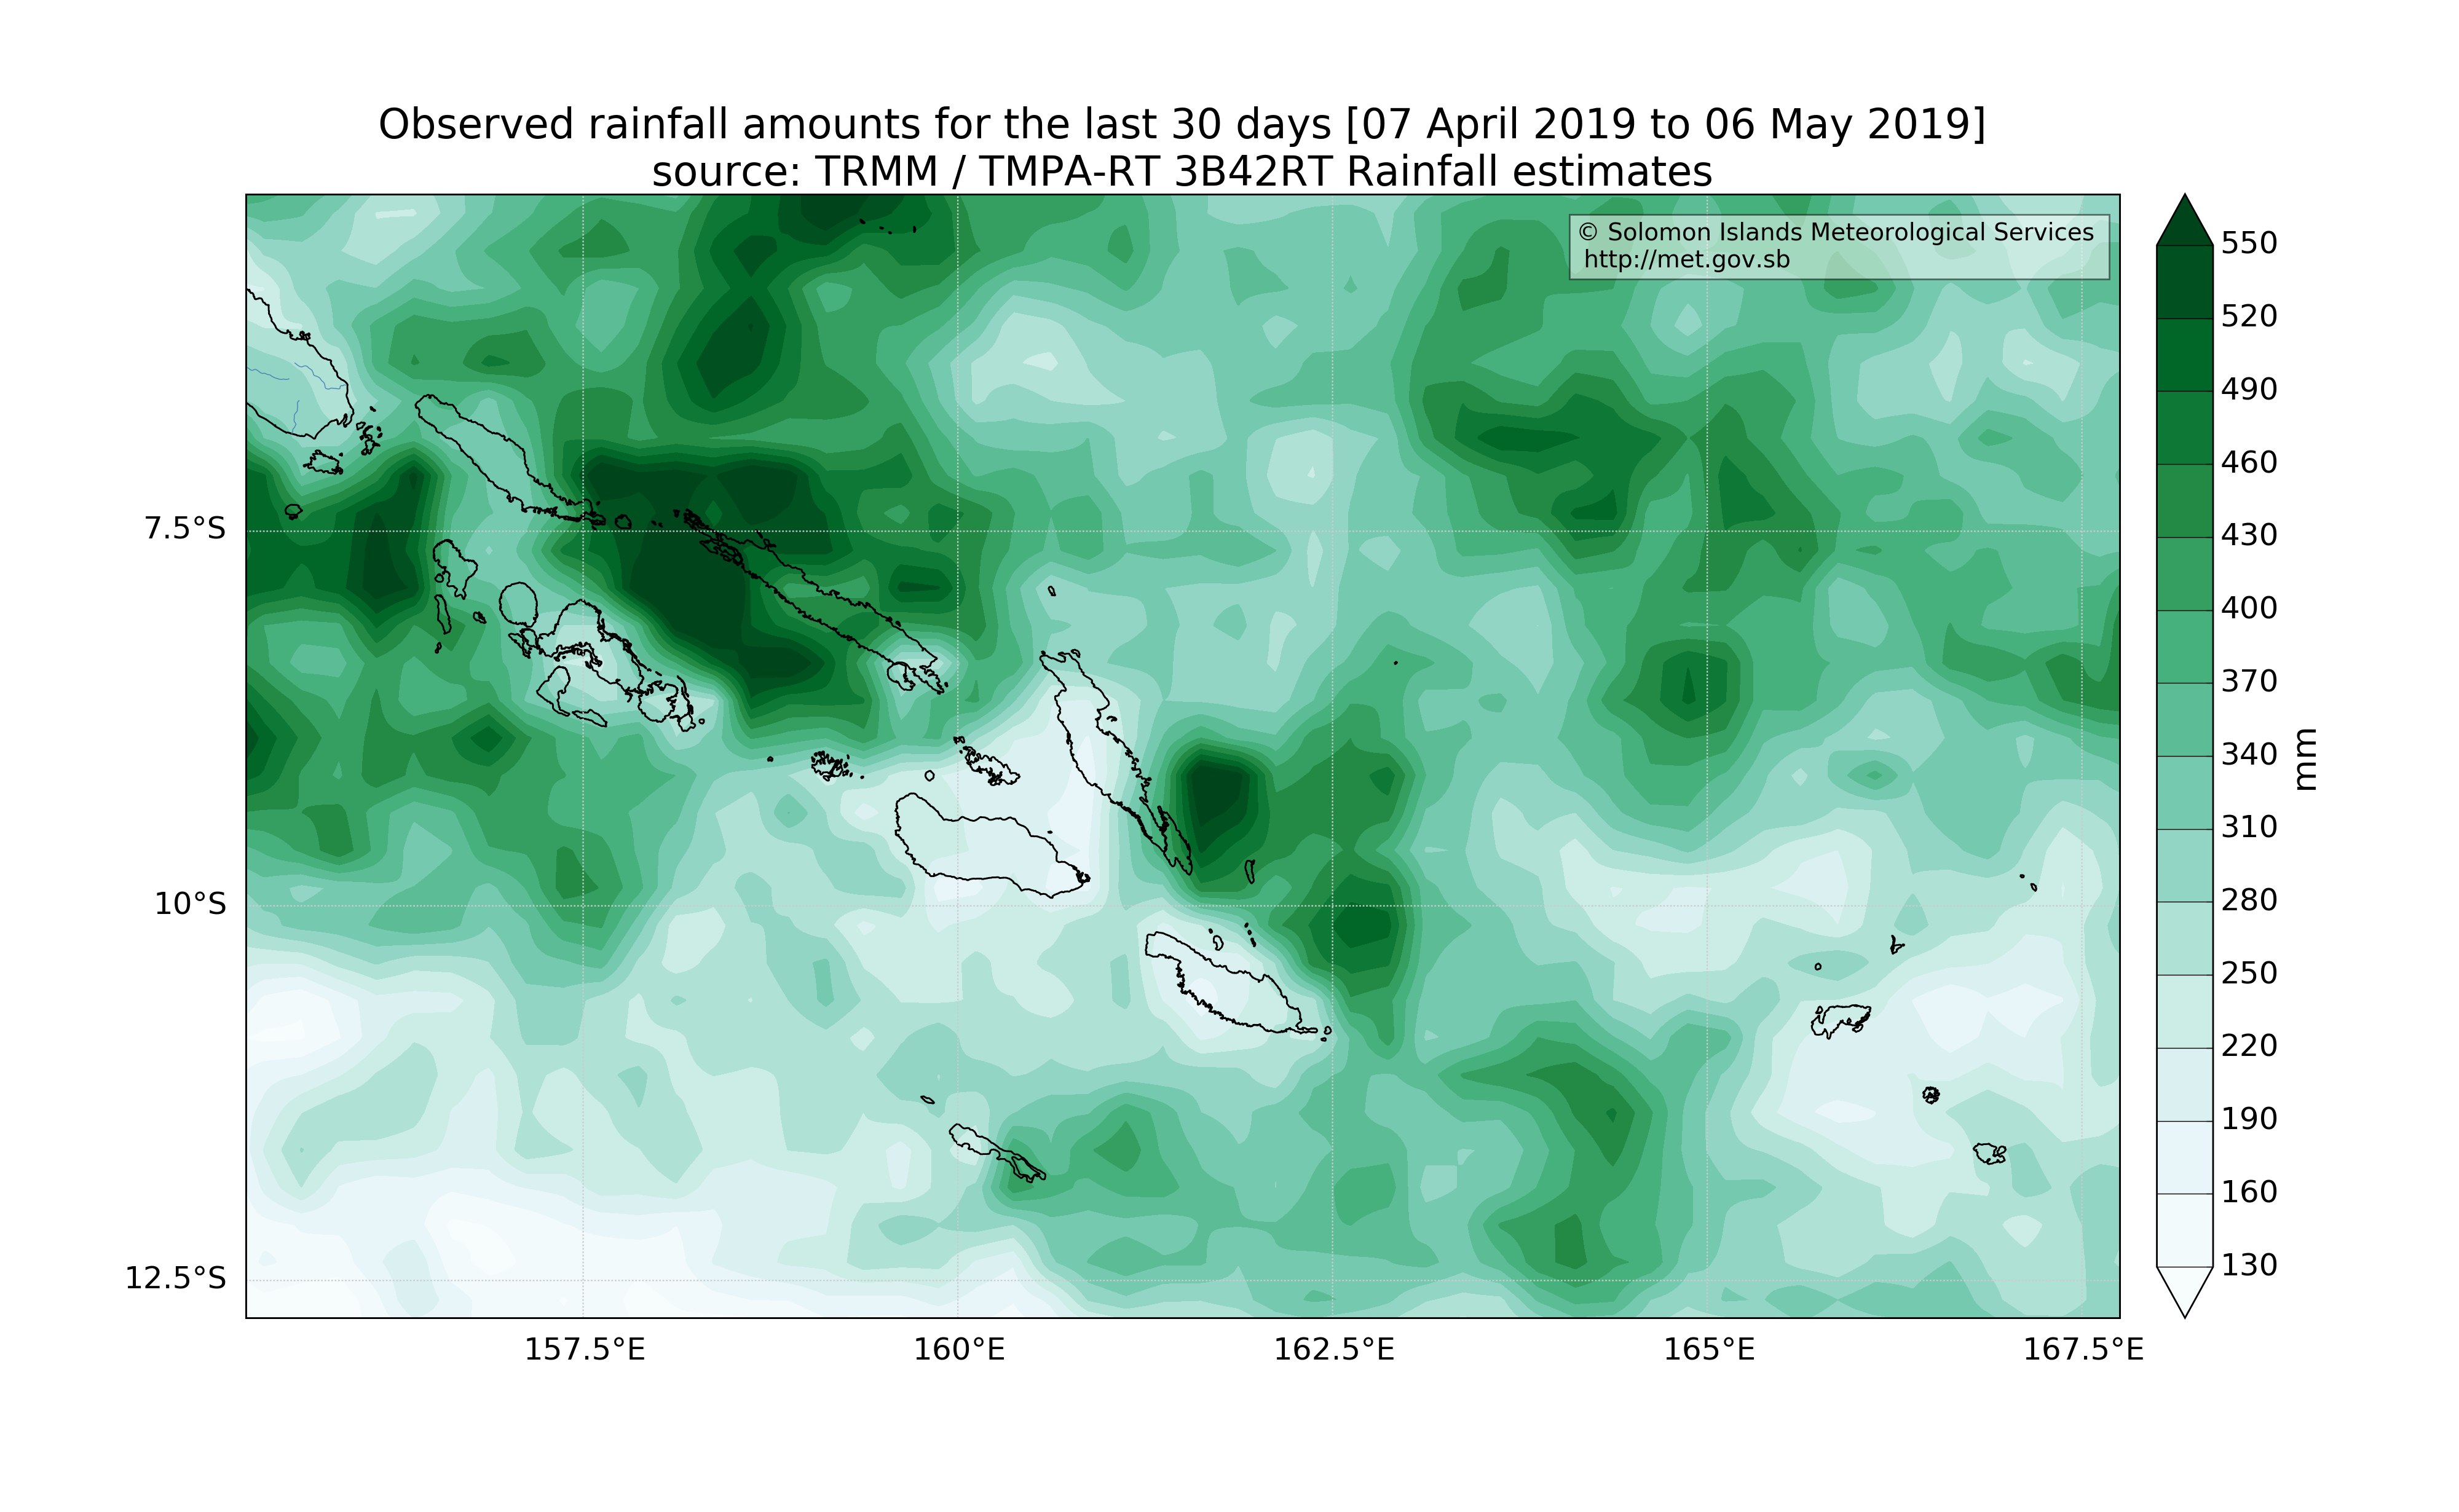 Observed rainfall amounts for the last 30 days [07 April 2019 to 06 May 2019]
source: TRMM / TMPA-RT 3B42RT Rainfall estimates
© Solomon Islands Meteorological Services
http://met.gov.sb
7.5°S
10°S
12.5°S
157.5°E
160°E
162.5°E
165°E
167.5°E
550
520
490
460
430
400
370
340
310
280
250
220
190
160
130
mm